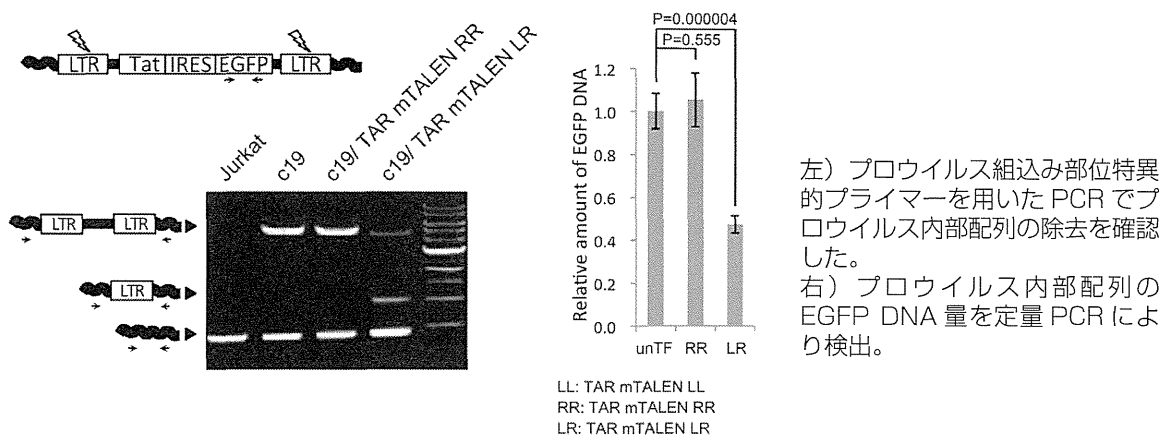 LTR Tat IRES EGFP LTR
Jurkat
c19
c19/ TAR mTALEN RR
c19/ TAR mTALEN LR
LTR LTR
LTR
P=0.000004
P=0.555
Relative amount of EGFP DNA
1.2
1.0
0.8
0.6
0.4
0.2
0.0
unTF RR LR
LL: TAR mTALEN LL
RR: TAR mTALEN RR
LR: TAR mTALEN LR
左）プロウイルス組込み部位特異
的プライマーを用いた PCR でプ
ロウイルス内部配列の除去を確認
した。
右）プロウイルス内部配列の
EGFP DNA 量を定量 PCR によ
り検出。